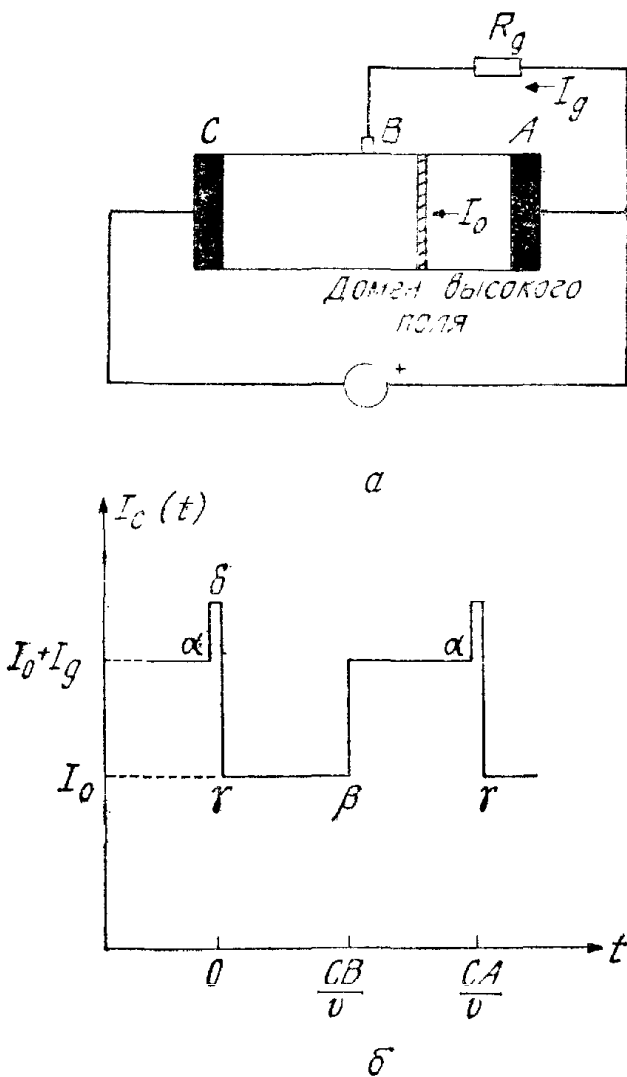 R_g
I_g
C B A
I_0
Домен высокого
поля
+
а
I_c (t)
δ
α α
I_0+I_g
I_0
γ β γ
0 CB/υ CA/υ t
б